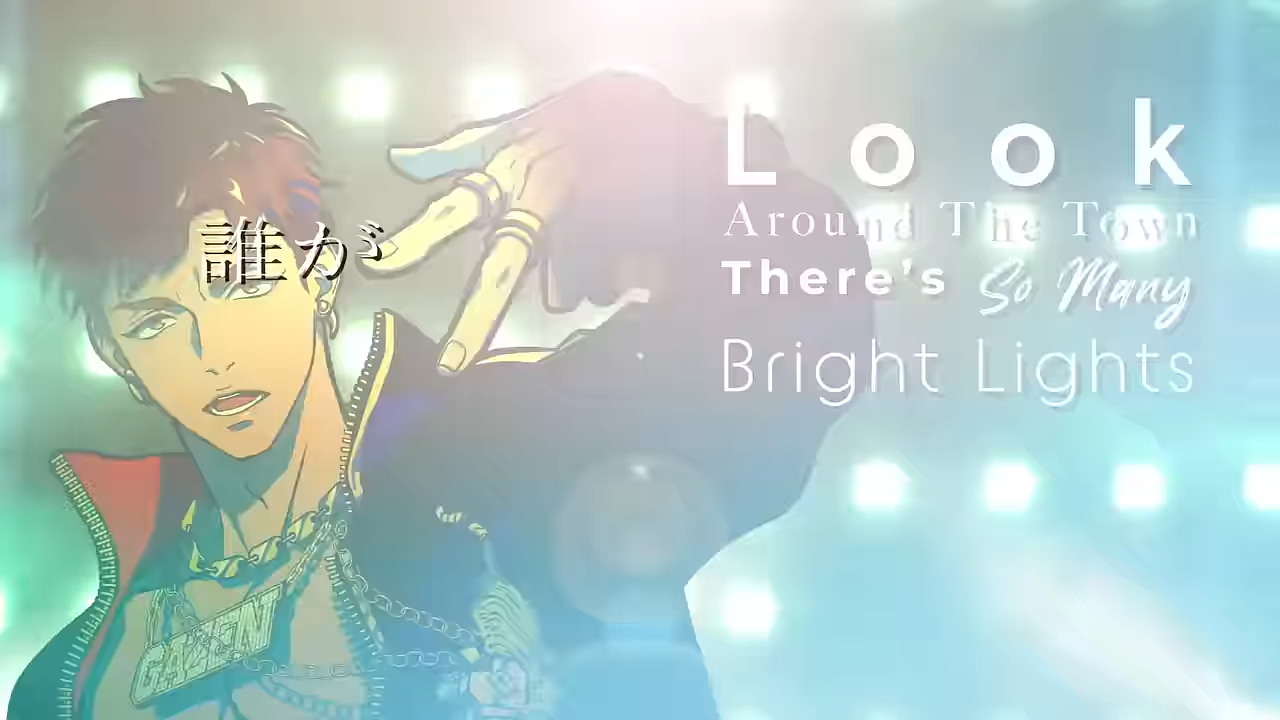 誰が
Look
Around The Town
There's So Many
Bright Lights